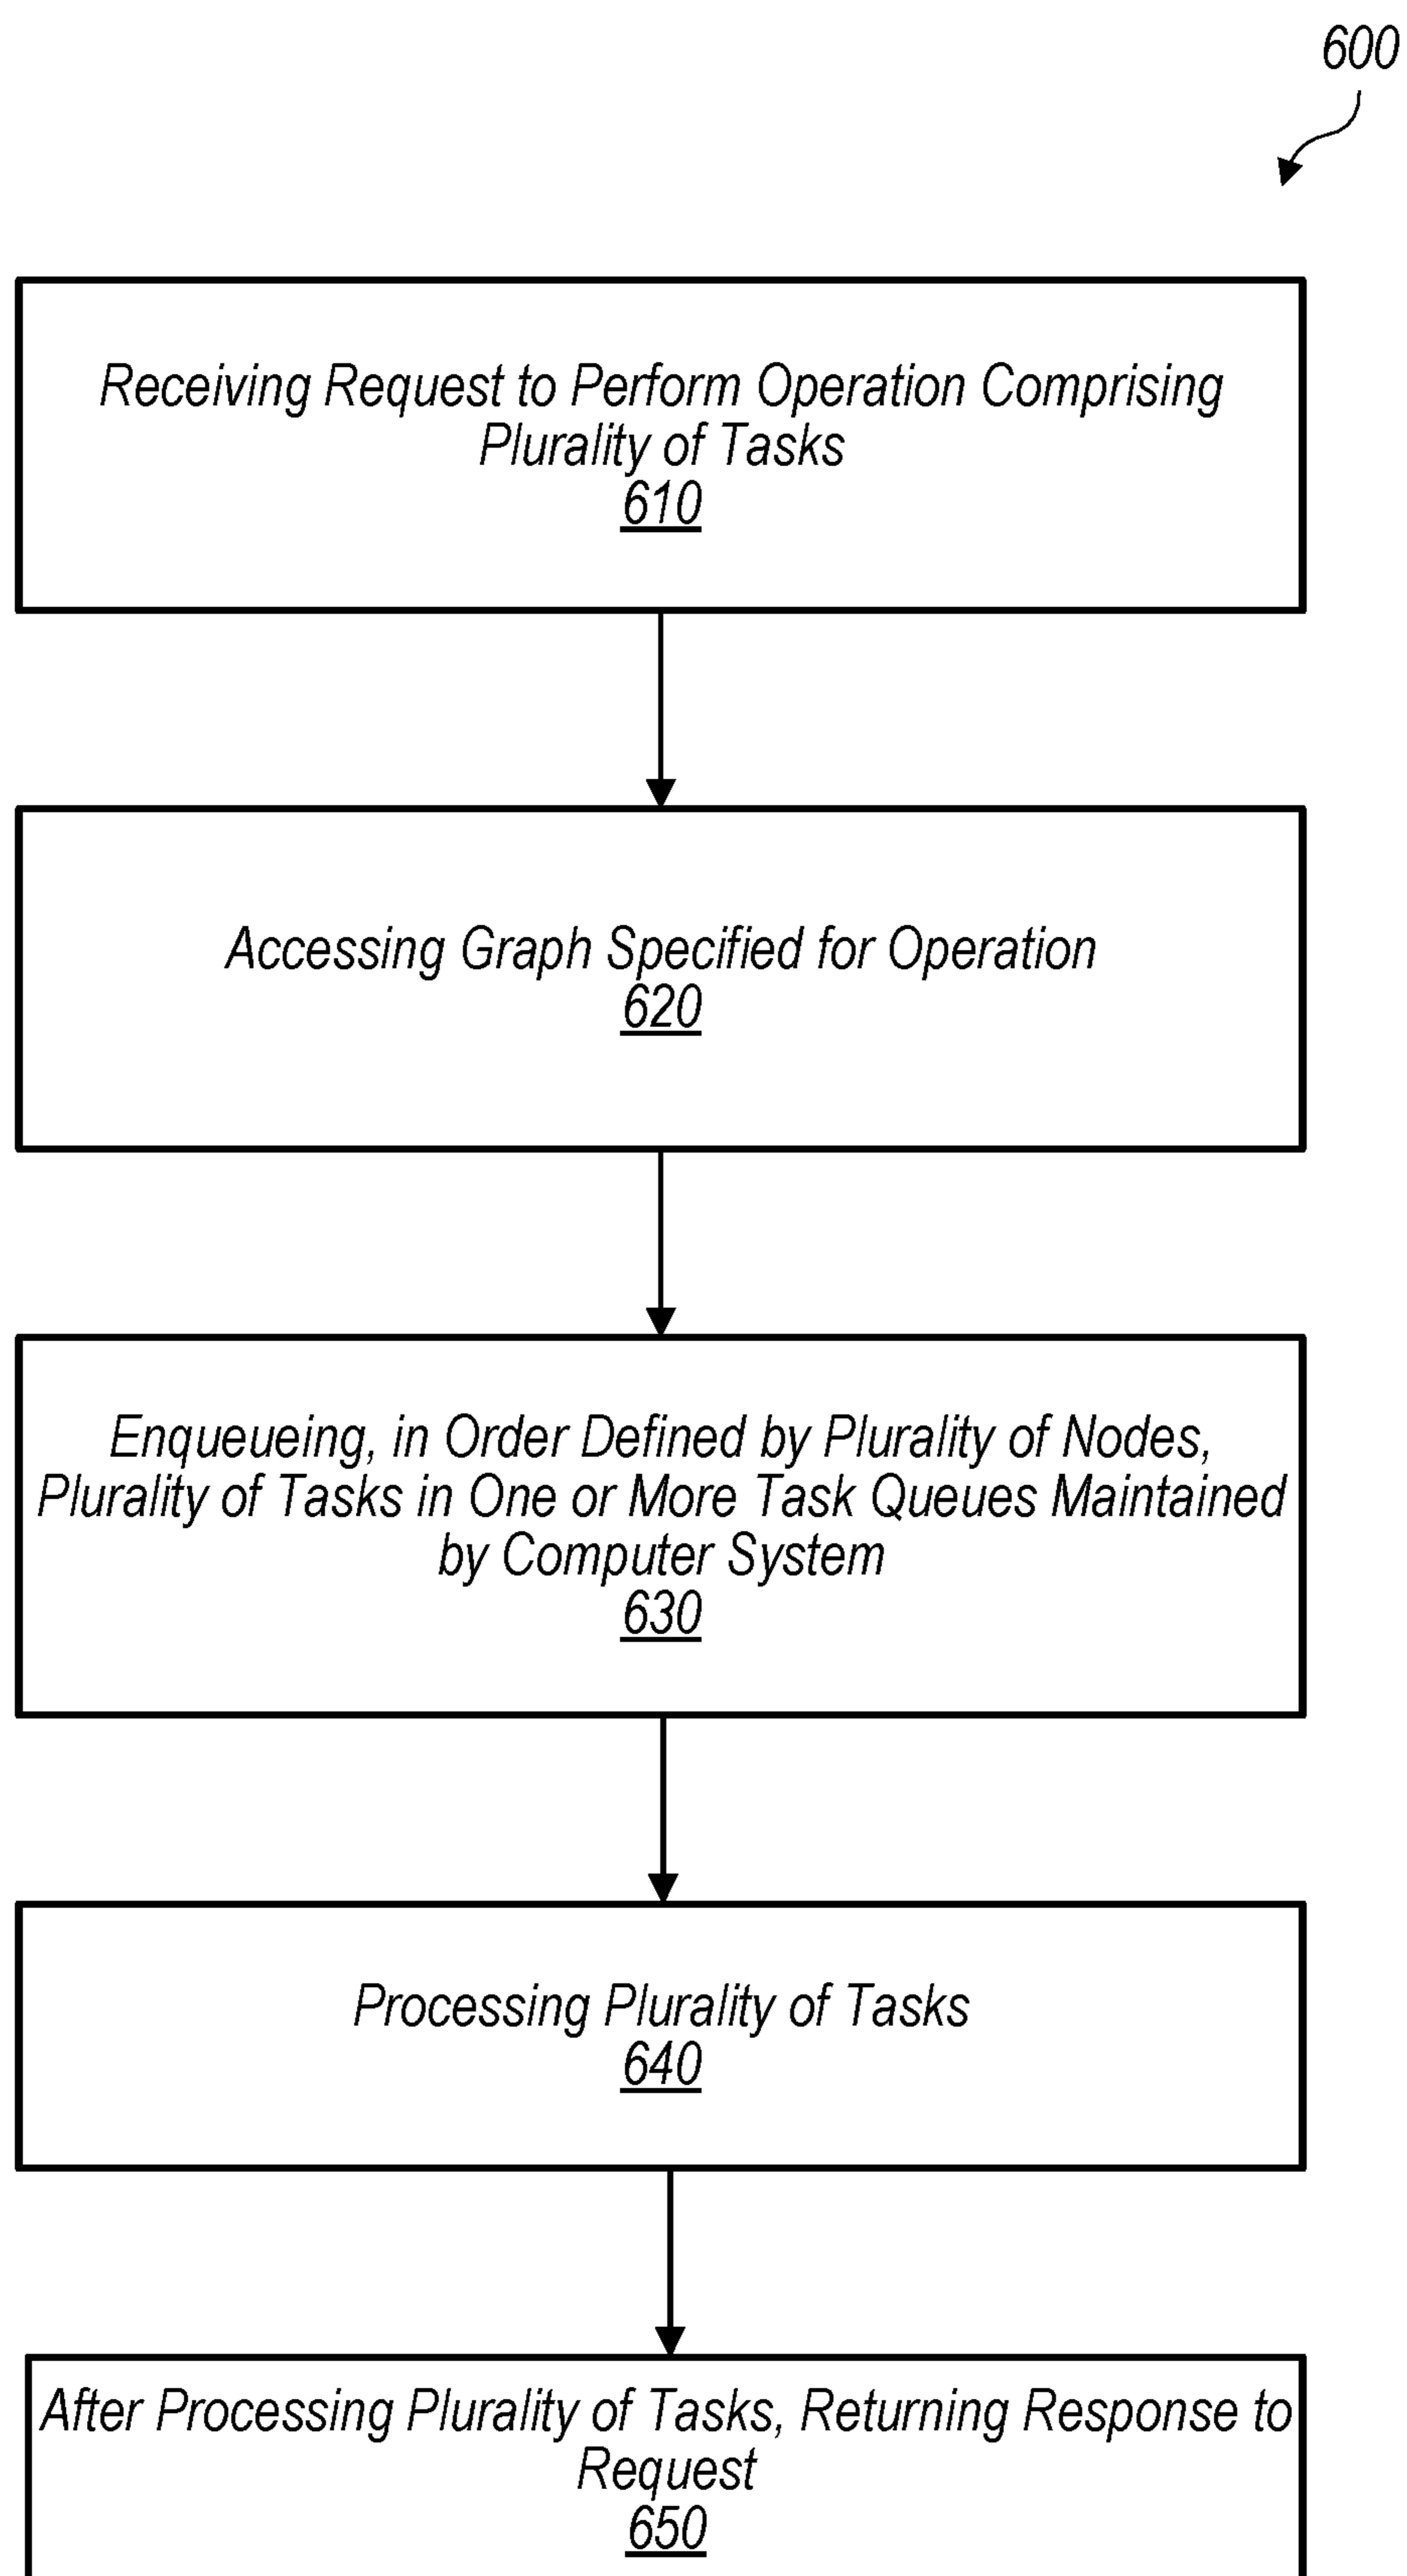 600
Receiving Request to Perform Operation Comprising
Plurality of Tasks
610
Accessing Graph Specified for Operation
620
Enqueueing, in Order Defined by Plurality of Nodes,
Plurality of Tasks in One or More Task Queues Maintained
by Computer System
630
Processing Plurality of Tasks
640
After Processing Plurality of Tasks, Returning Response to
Request
650